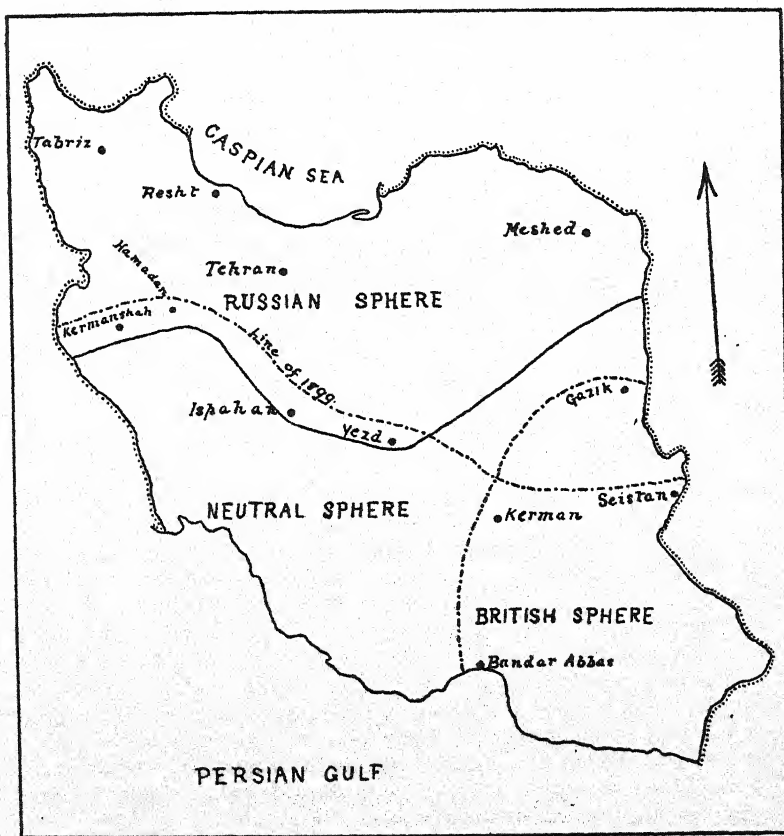 CASPIAN SEA
Tabriz
Resht
Meshed
Hamadan
Tehran
RUSSIAN SPHERE
Kermanshah
Line of 1899
Gazik
Ispahan
Yezd
Seistan
NEUTRAL SPHERE
Kerman
BRITISH SPHERE
Bandar Abbas
PERSIAN GULF